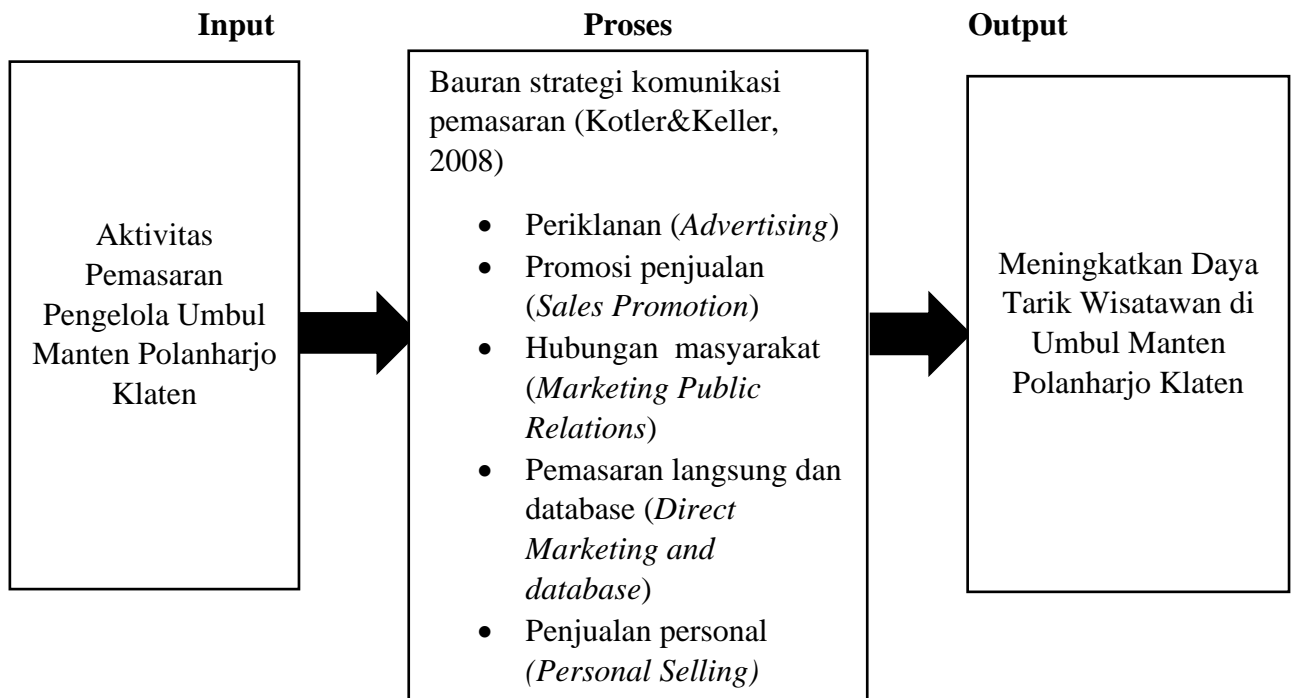 Input
Proses
Output
Aktivitas
Pemasaran
Pengelola Umbul
Manten Polanharjo
Klaten
Bauran strategi komunikasi
pemasaran (Kotler&Keller,
2008)
• Periklanan (Advertising)
• Promosi penjualan
(Sales Promotion)
• Hubungan masyarakat
(Marketing Public
Relations)
• Pemasaran langsung dan
database (Direct
Marketing and
database)
• Penjualan personal
(Personal Selling)
Meningkatkan Daya
Tarik Wisatawan di
Umbul Manten
Polanharjo Klaten